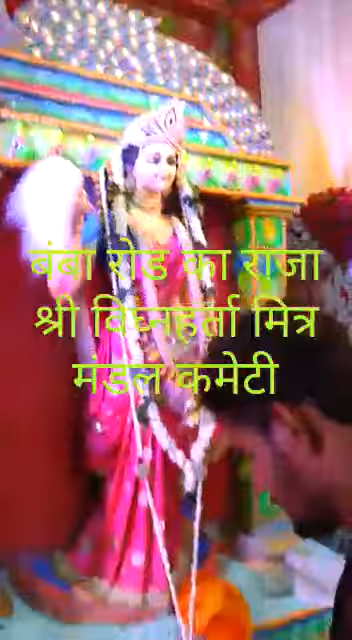 बंबा रोड का राजा
श्री विघ्नहर्ता मित्र
मंडल कमेटी